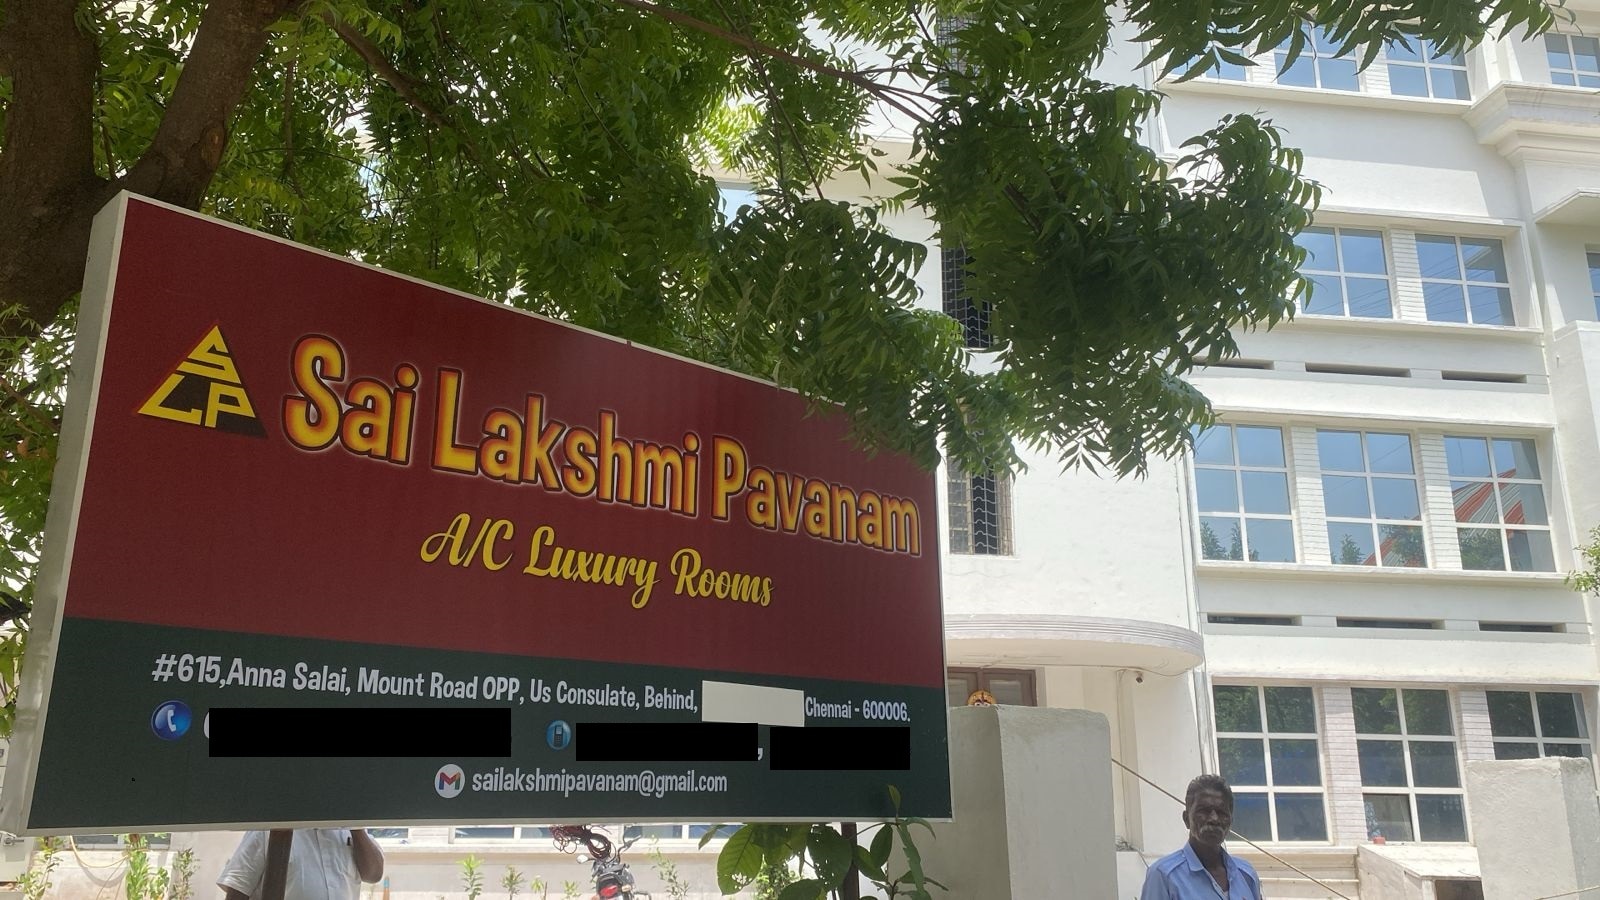 SLP
Sai Lakshmi Pavanam
A/C Luxury Rooms
#615,Anna Salai, Mount Road OPP, Us Consulate, Behind, Chennai - 600006.
sailakshmipavanam@gmail.com